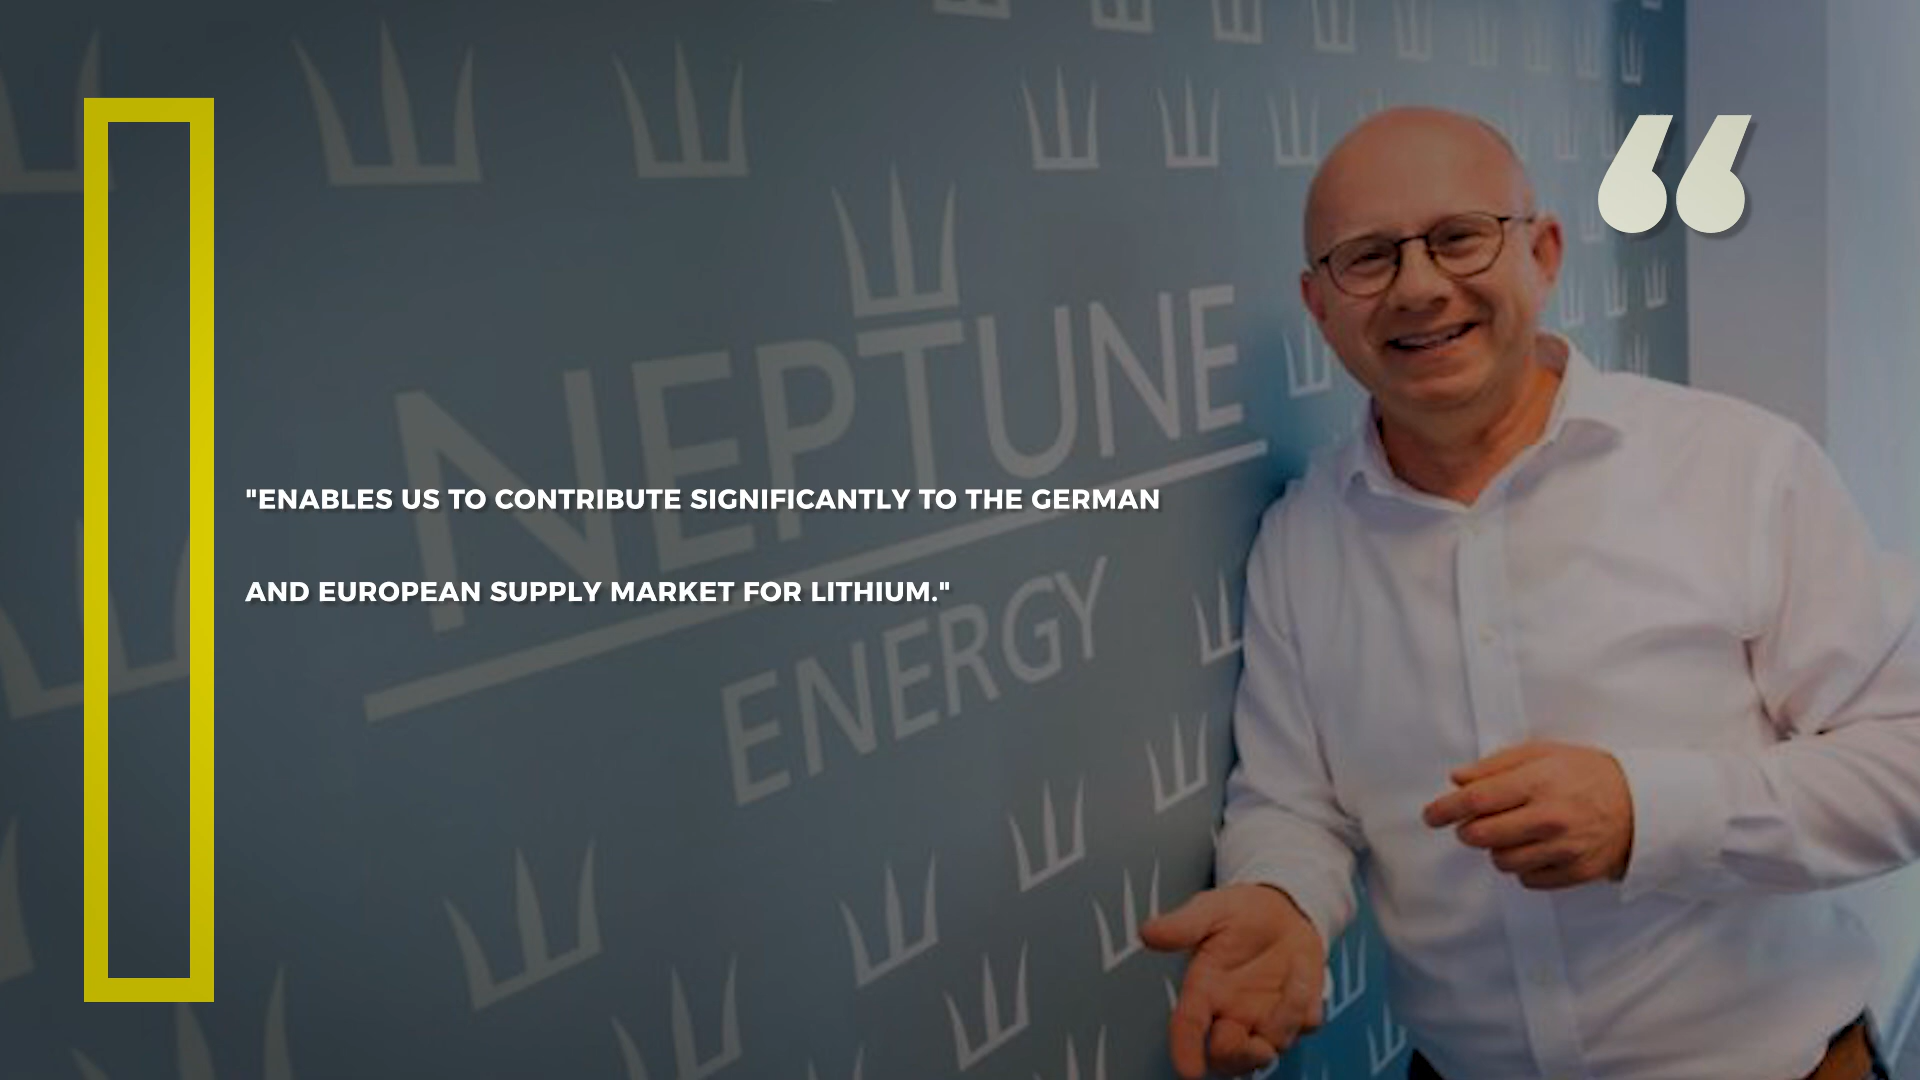 NEPTUNE
ENERGY
"ENABLES US TO CONTRIBUTE SIGNIFICANTLY TO THE GERMAN
AND EUROPEAN SUPPLY MARKET FOR LITHIUM."
“